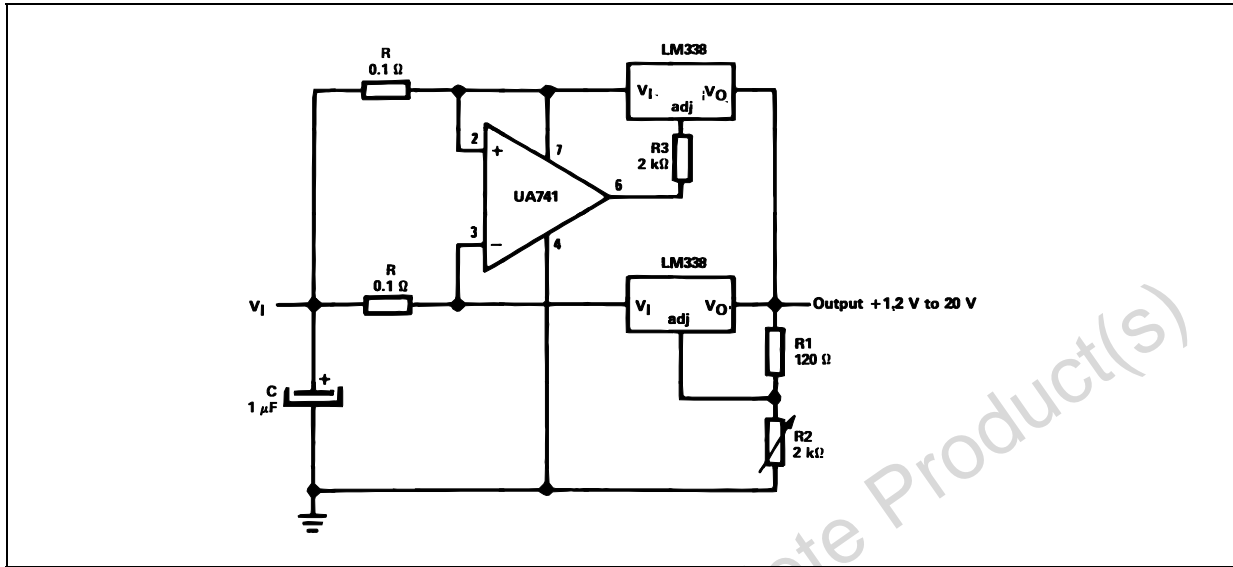 R
0.1 Ω
LM338
VI
VO
adj
2
+
7
R3
2 kΩ
UA741
6
3
−
4
R
0.1 Ω
LM338
VI
VI
VO
adj
Output +1,2 V to 20 V
R1
120 Ω
+
C
1 μF
R2
2 kΩ
ete Product(s)